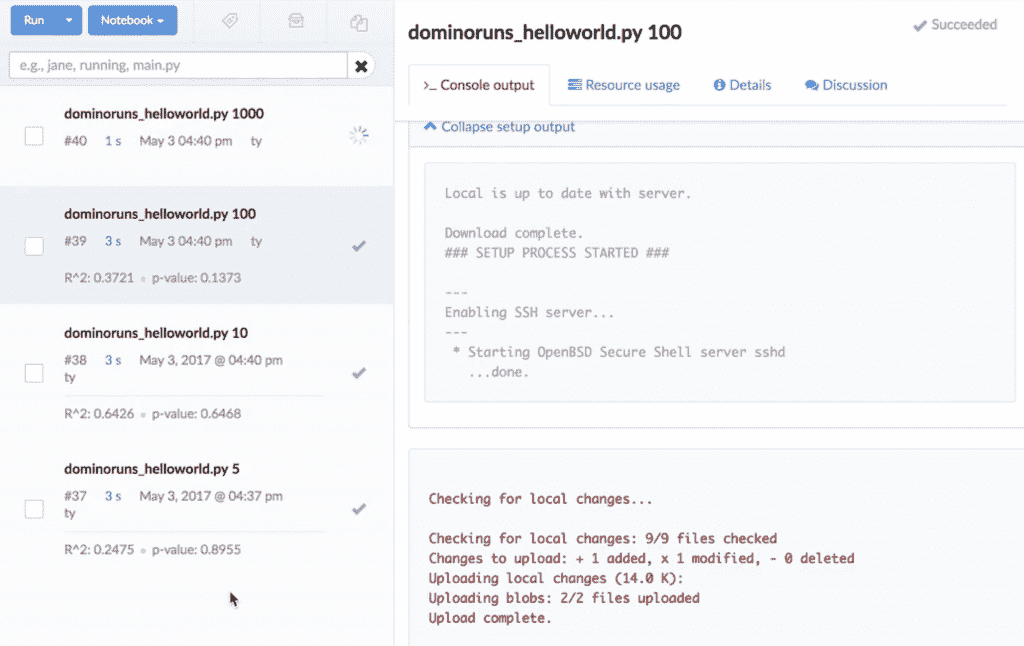 Run
Notebook
e.g., jane, running, main.py
dominoruns_helloworld.py 1000
#40 1 s May 3 04:40 pm ty
dominoruns_helloworld.py 100
#39 3 s May 3 04:40 pm ty
R^2: 0.3721 • p-value: 0.1373
dominoruns_helloworld.py 10
#38 3 s May 3, 2017 @ 04:40 pm
ty
R^2: 0.6426 • p-value: 0.6468
dominoruns_helloworld.py 5
#37 3 s May 3, 2017 @ 04:37 pm
ty
R^2: 0.2475 • p-value: 0.8955
dominoruns_helloworld.py 100
Succeeded
>_ Console output
Resource usage
Details
Discussion
Collapse setup output
Local is up to date with server.
Download complete.
### SETUP PROCESS STARTED ###
---
Enabling SSH server...
---
* Starting OpenBSD Secure Shell server sshd
...done.
Checking for local changes...
Checking for local changes: 9/9 files checked
Changes to upload: + 1 added, x 1 modified, - 0 deleted
Uploading local changes (14.0 K):
Uploading blobs: 2/2 files uploaded
Upload complete.